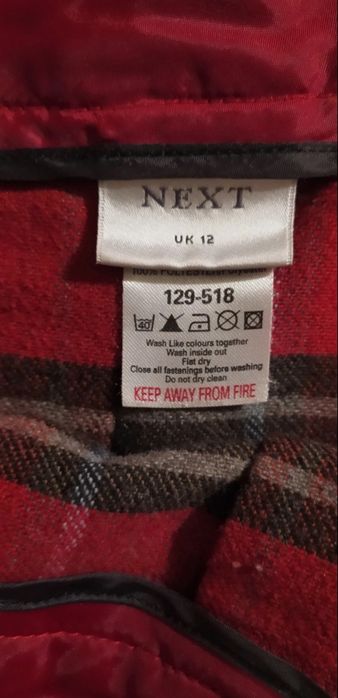 NEXT
UK 12
100% POLYESTER
129-518
40
Wash Like colours together
Wash inside out
Flat dry
Close all fastenings before washing
Do not dry clean
KEEP AWAY FROM FIRE